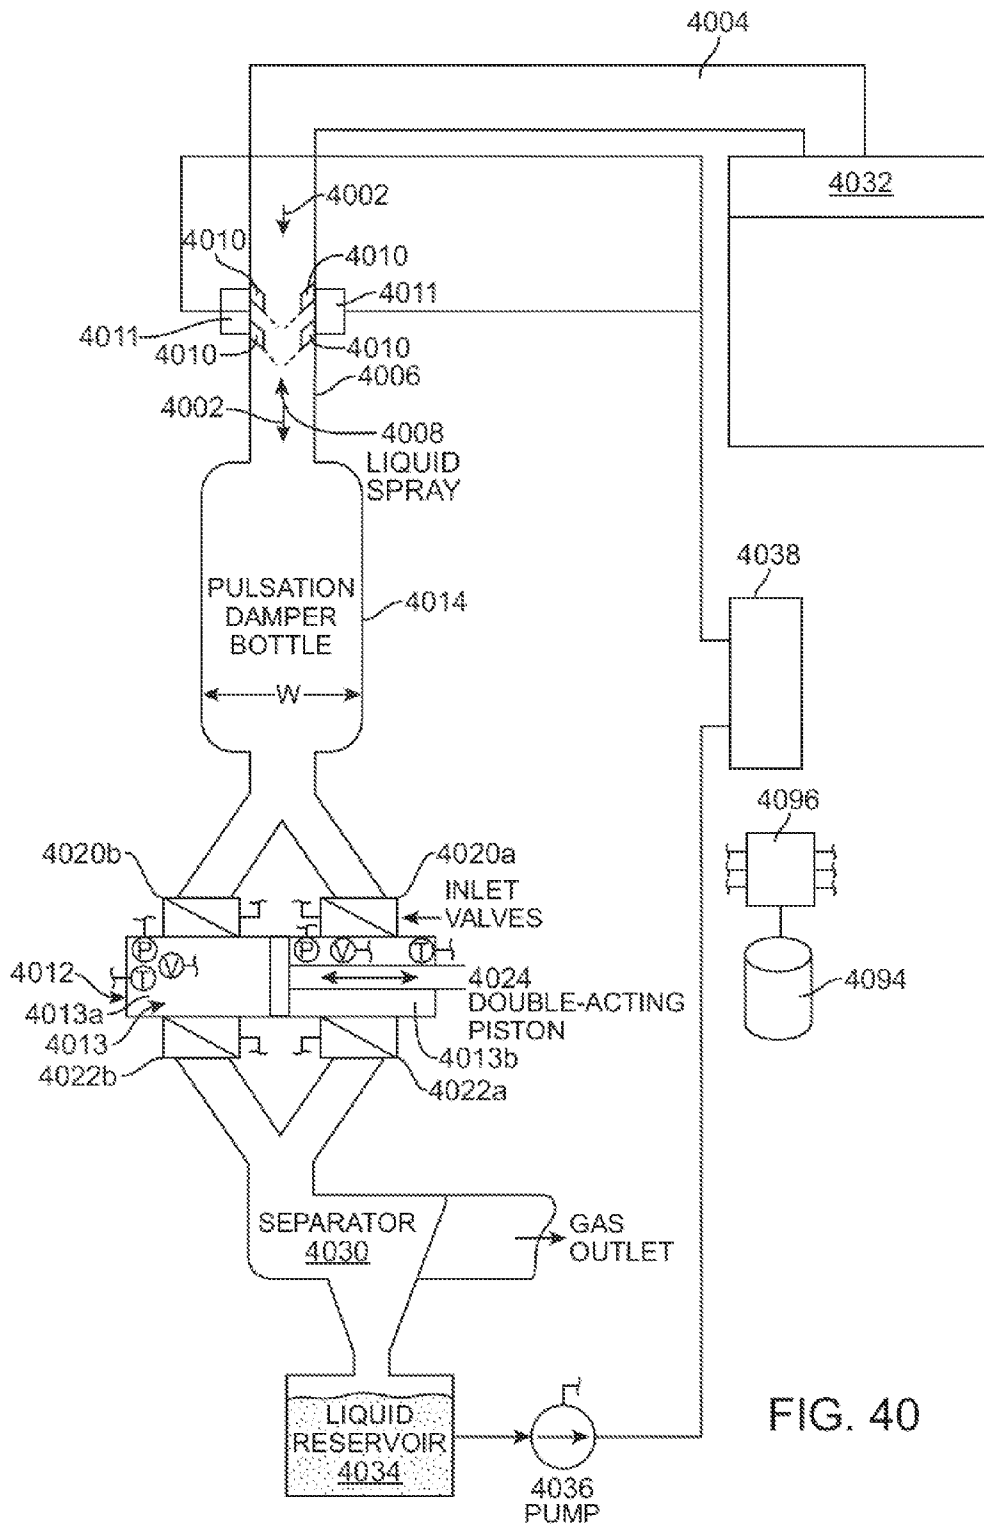 4004
4032
4002
4010
4010
4011
4011
4010
4010
4006
4002
4008
LIQUID
SPRAY
PULSATION
DAMPER
BOTTLE
4014
W
4038
4096
4094
4020b
4020a
INLET
VALVES
P
P
V
T
T
V
4012
4024
DOUBLE-ACTING
PISTON
4013a
4013
4013b
4022b
4022a
SEPARATOR
4030
GAS
OUTLET
LIQUID
RESERVOIR
4034
4036
PUMP
FIG. 40